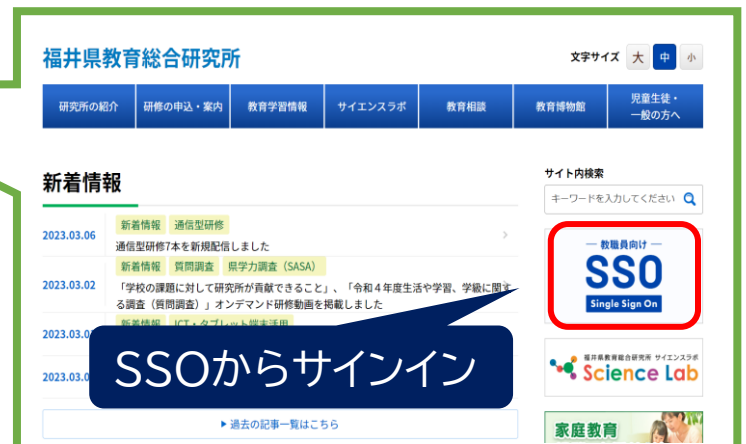 福井県教育総合研究所
文字サイズ 大 中 小
研究所の紹介 研修の申込・案内 教育学習情報 サイエンスラボ 教育相談 教育博物館 児童生徒・
一般の方へ
新着情報
2023.03.06 新着情報 通信型研修
通信型研修7本を新規配信しました
2023.03.02 新着情報 質問調査 県学力調査（SASA）
「学校の課題に対して研究所が貢献できること」、「令和４年度生活や学習、学級に関す
る調査（質問調査）」オンデマンド研修動画を掲載しました
2023.03.0 新着情報 ICT・タブレット端末活用
2023.03.0
SSOからサインイン
過去の記事一覧はこちら
サイト内検索
キーワードを入力してください
教職員向け
SSO
Single Sign On
福井県教育総合研究所 サイエンスラボ
Science Lab
家庭教育